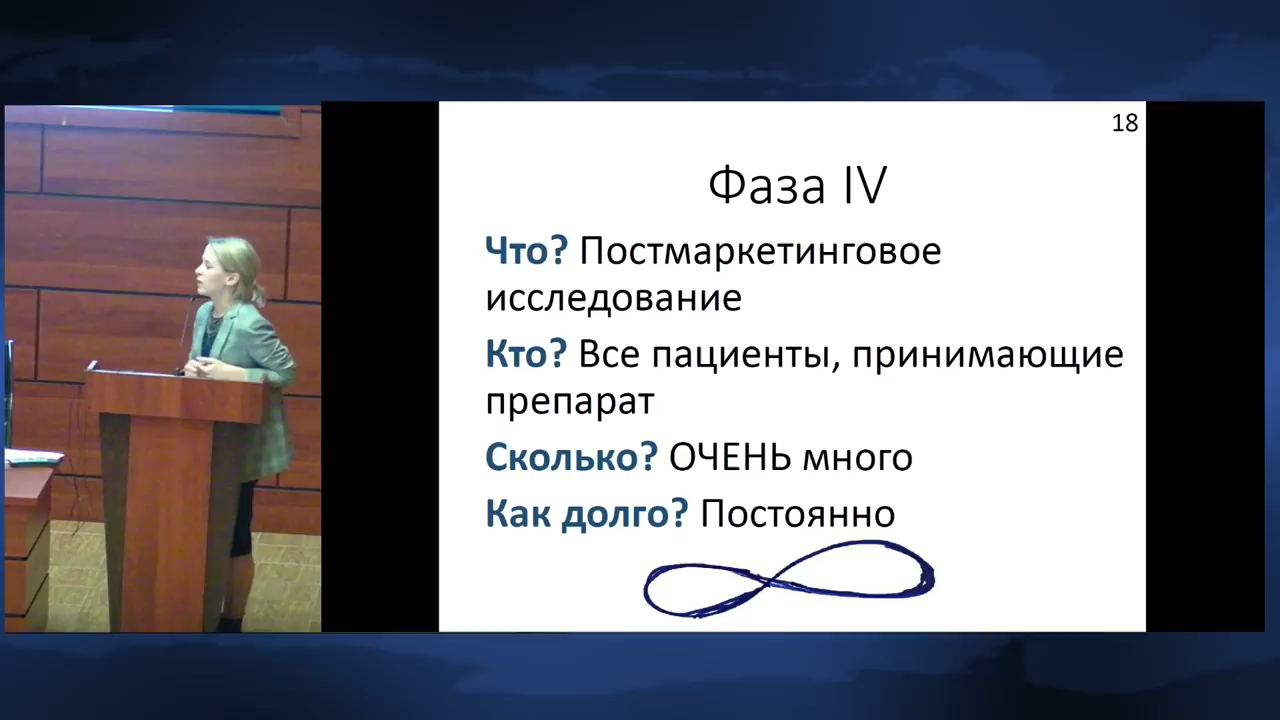 18
Фаза IV
Что? Постмаркетинговое
исследование
Кто? Все пациенты, принимающие
препарат
Сколько? ОЧЕНЬ много
Как долго? Постоянно